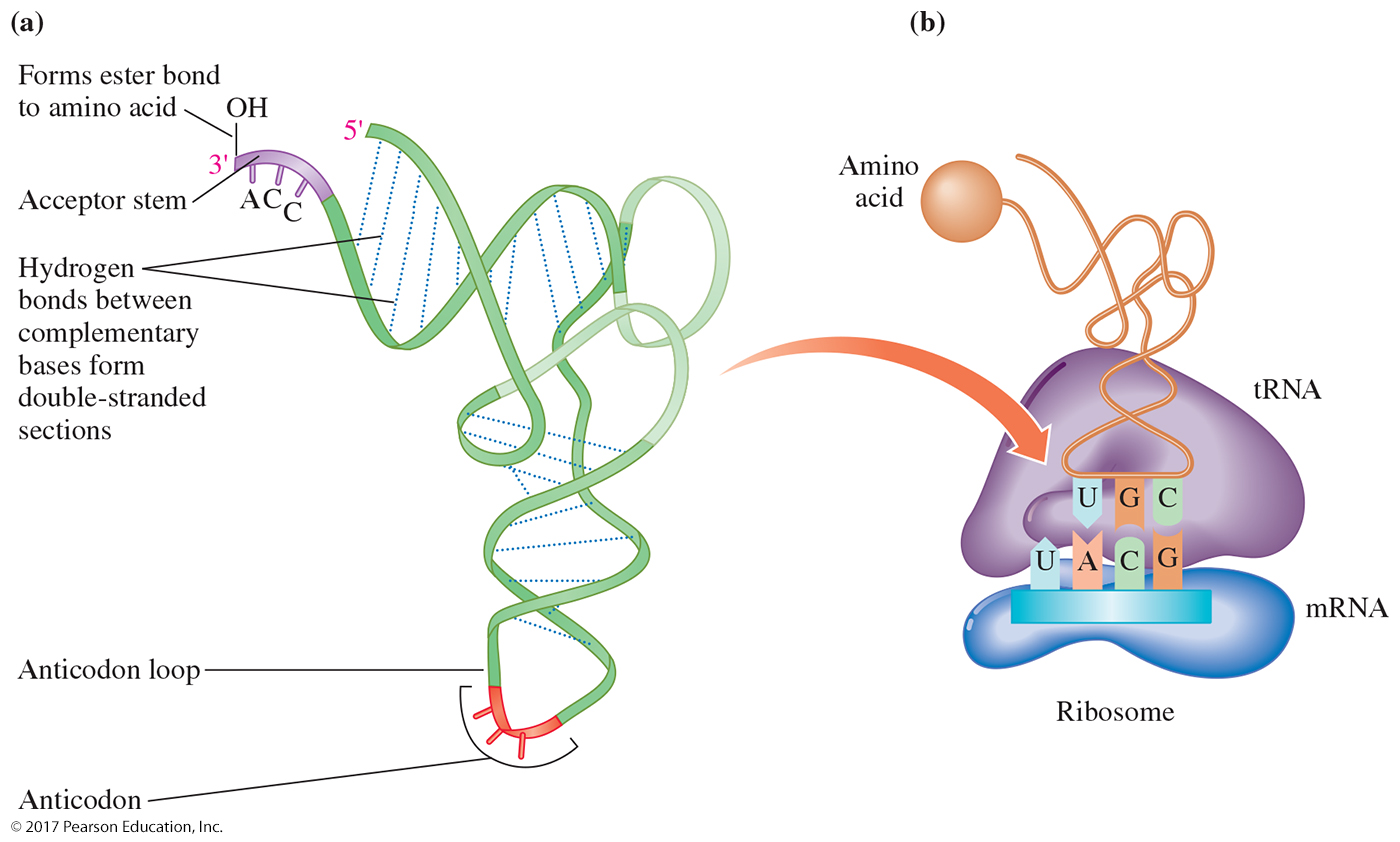 (a)
Forms ester bond
to amino acid
OH
5'
3'
Acceptor stem
ACC
Hydrogen
bonds between
complementary
bases form
double-stranded
sections
Anticodon loop
Anticodon
© 2017 Pearson Education, Inc.
(b)
Amino
acid
tRNA
U G C
U A C G
mRNA
Ribosome